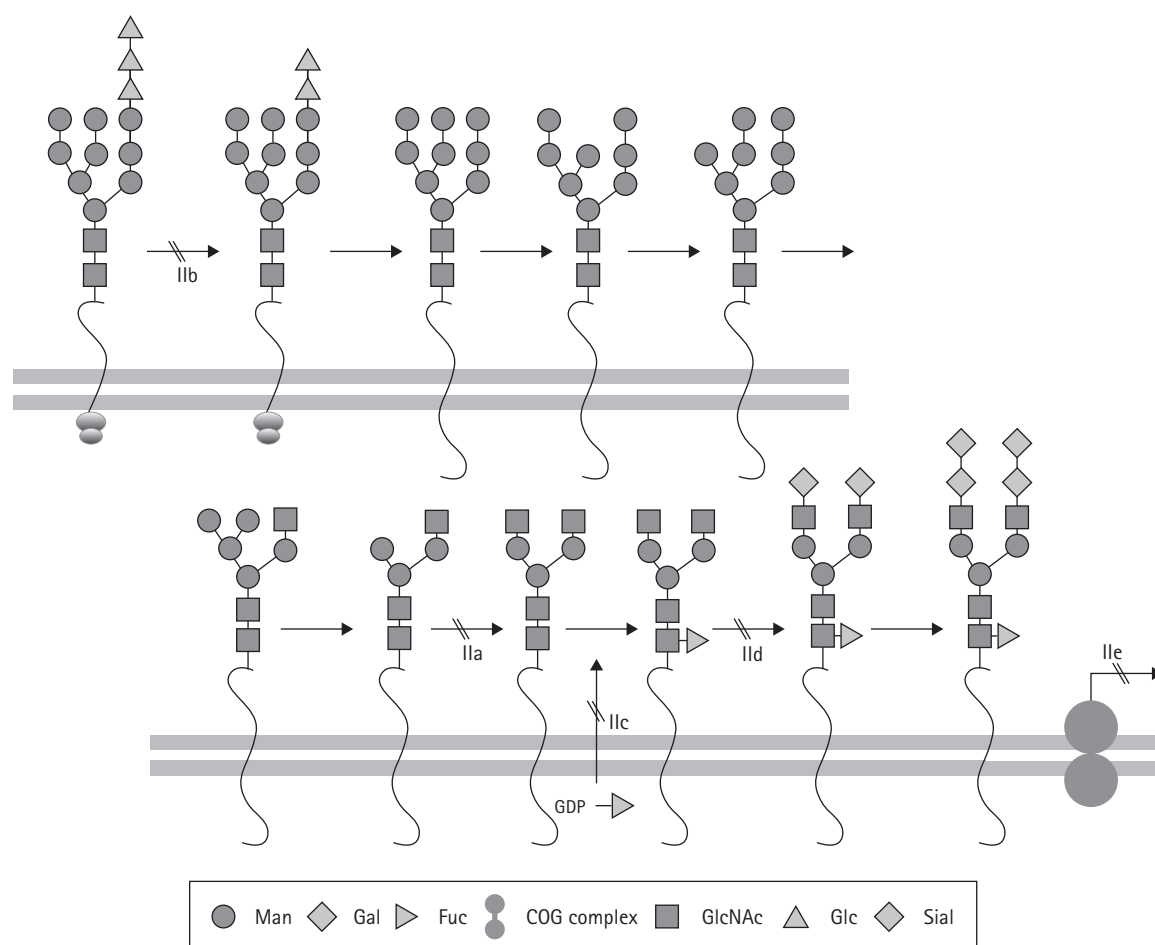 IIb
IIa
IIc
IId
IIe
GDP
Man Gal Fuc COG complex GlcNAc Glc Sial